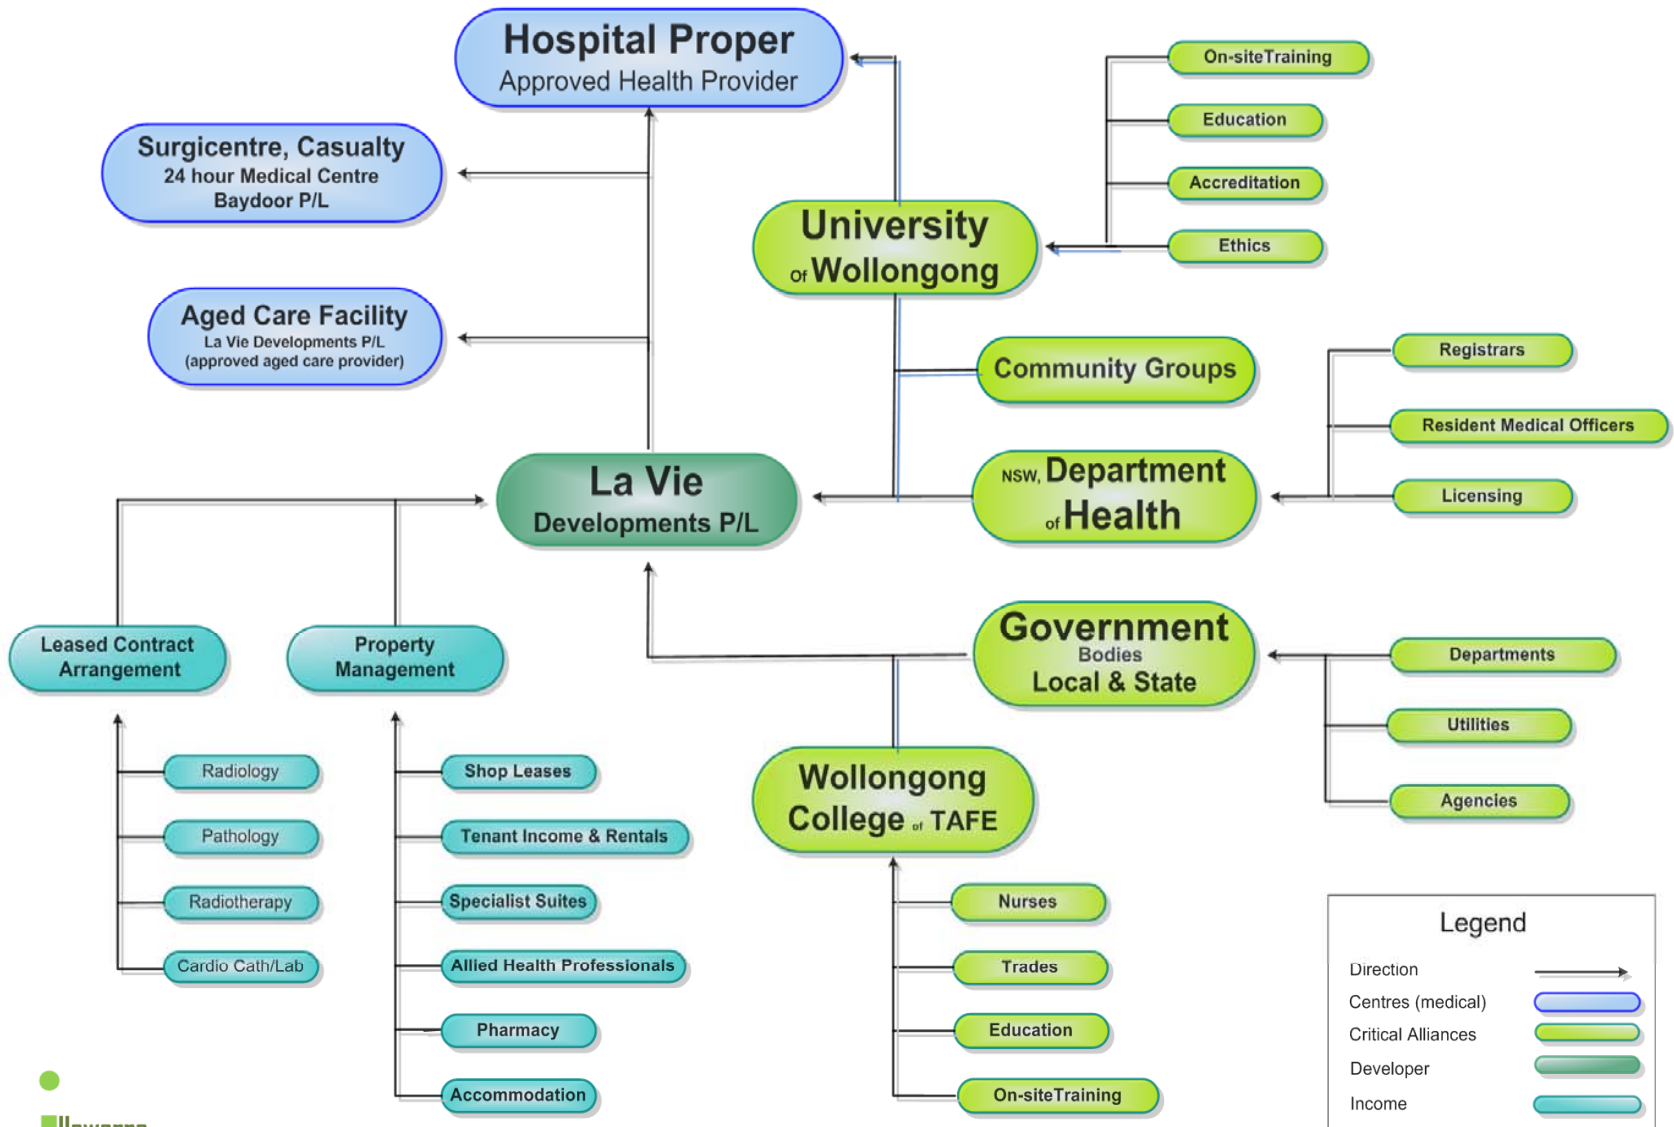 Hospital Proper
Approved Health Provider
Surgicentre, Casualty
24 hour Medical Centre
Baydoor P/L
Aged Care Facility
La Vie Developments P/L
(approved aged care provider)
University
Of Wollongong
On-siteTraining
Education
Accreditation
Ethics
Community Groups
La Vie
Developments P/L
NSW, Department
of Health
Registrars
Resident Medical Officers
Licensing
Government
Bodies
Local & State
Departments
Utilities
Agencies
Leased Contract
Arrangement
Property
Management
Radiology
Pathology
Radiotherapy
Cardio Cath/Lab
Shop Leases
Tenant Income & Rentals
Specialist Suites
Allied Health Professionals
Pharmacy
Accommodation
Wollongong
College of TAFE
Nurses
Trades
Education
On-siteTraining
Legend
Direction
Centres (medical)
Critical Alliances
Developer
Income